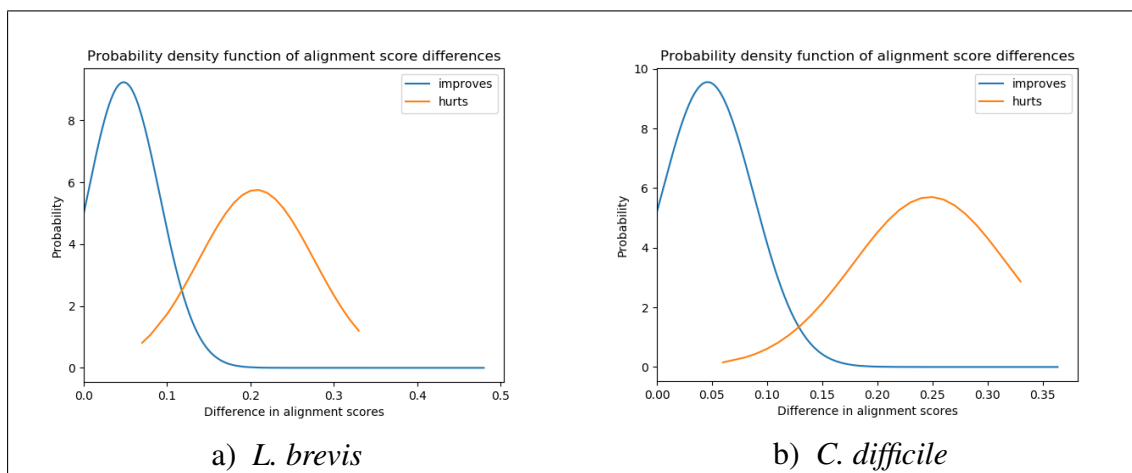 Probability density function of alignment score differences
improves
hurts
Probability
8
6
4
2
0
0.0 0.1 0.2 0.3 0.4 0.5
Difference in alignment scores
a) L. brevis
Probability density function of alignment score differences
improves
hurts
Probability
10
8
6
4
2
0
0.00 0.05 0.10 0.15 0.20 0.25 0.30 0.35
Difference in alignment scores
b) C. difficile